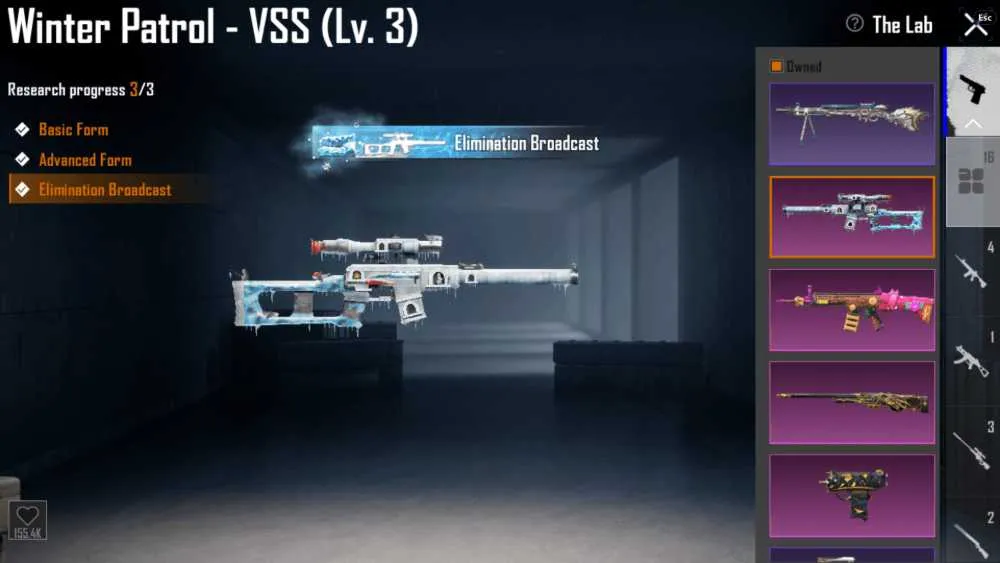 Winter Patrol - VSS (Lv. 3)
The Lab
Esc
Research progress 3/3
Owned
Basic Form
Advanced Form
Elimination Broadcast
Elimination Broadcast
16
4
1
3
2
155.4K